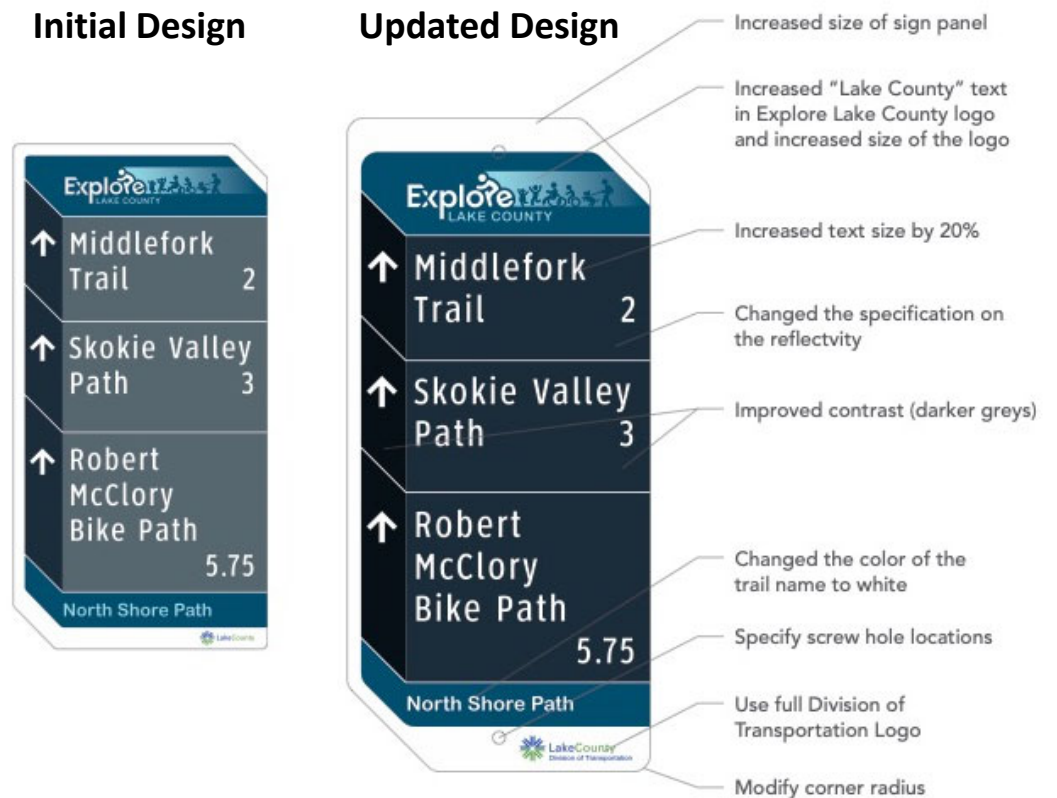 Initial Design
Explore
LAKE COUNTY
Middlefork
Trail 2
Skokie Valley
Path 3
Robert
McClory
Bike Path
5.75
North Shore Path
LakeCounty
Updated Design
Explore
LAKE COUNTY
Middlefork
Trail 2
Skokie Valley
Path 3
Robert
McClory
Bike Path
5.75
North Shore Path
LakeCounty
Division of Transportation
Increased size of sign panel
Increased “Lake County” text
in Explore Lake County logo
and increased size of the logo
Increased text size by 20%
Changed the specification on
the reflectvity
Improved contrast (darker greys)
Changed the color of the
trail name to white
Specify screw hole locations
Use full Division of
Transportation Logo
Modify corner radius